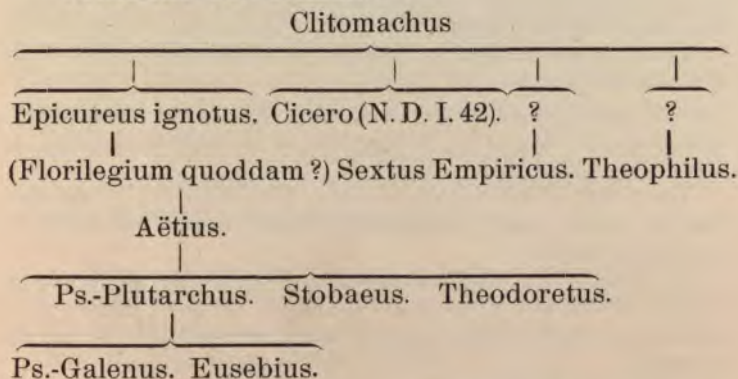 Clitomachus
Epicureus ignotus. Cicero (N. D. I. 42). ? ?
(Florilegium quoddam ?) Sextus Empiricus. Theophilus.
Aëtius.
Ps.-Plutarchus. Stobaeus. Theodoretus.
Ps.-Galenus. Eusebius.